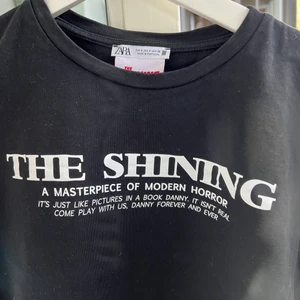 ZARA
THE SHINING
A MASTERPIECE OF MODERN HORROR
IT'S JUST LIKE PICTURES IN A BOOK DANNY. IT ISN'T REAL
COME PLAY WITH US, DANNY FOREVER AND EVER